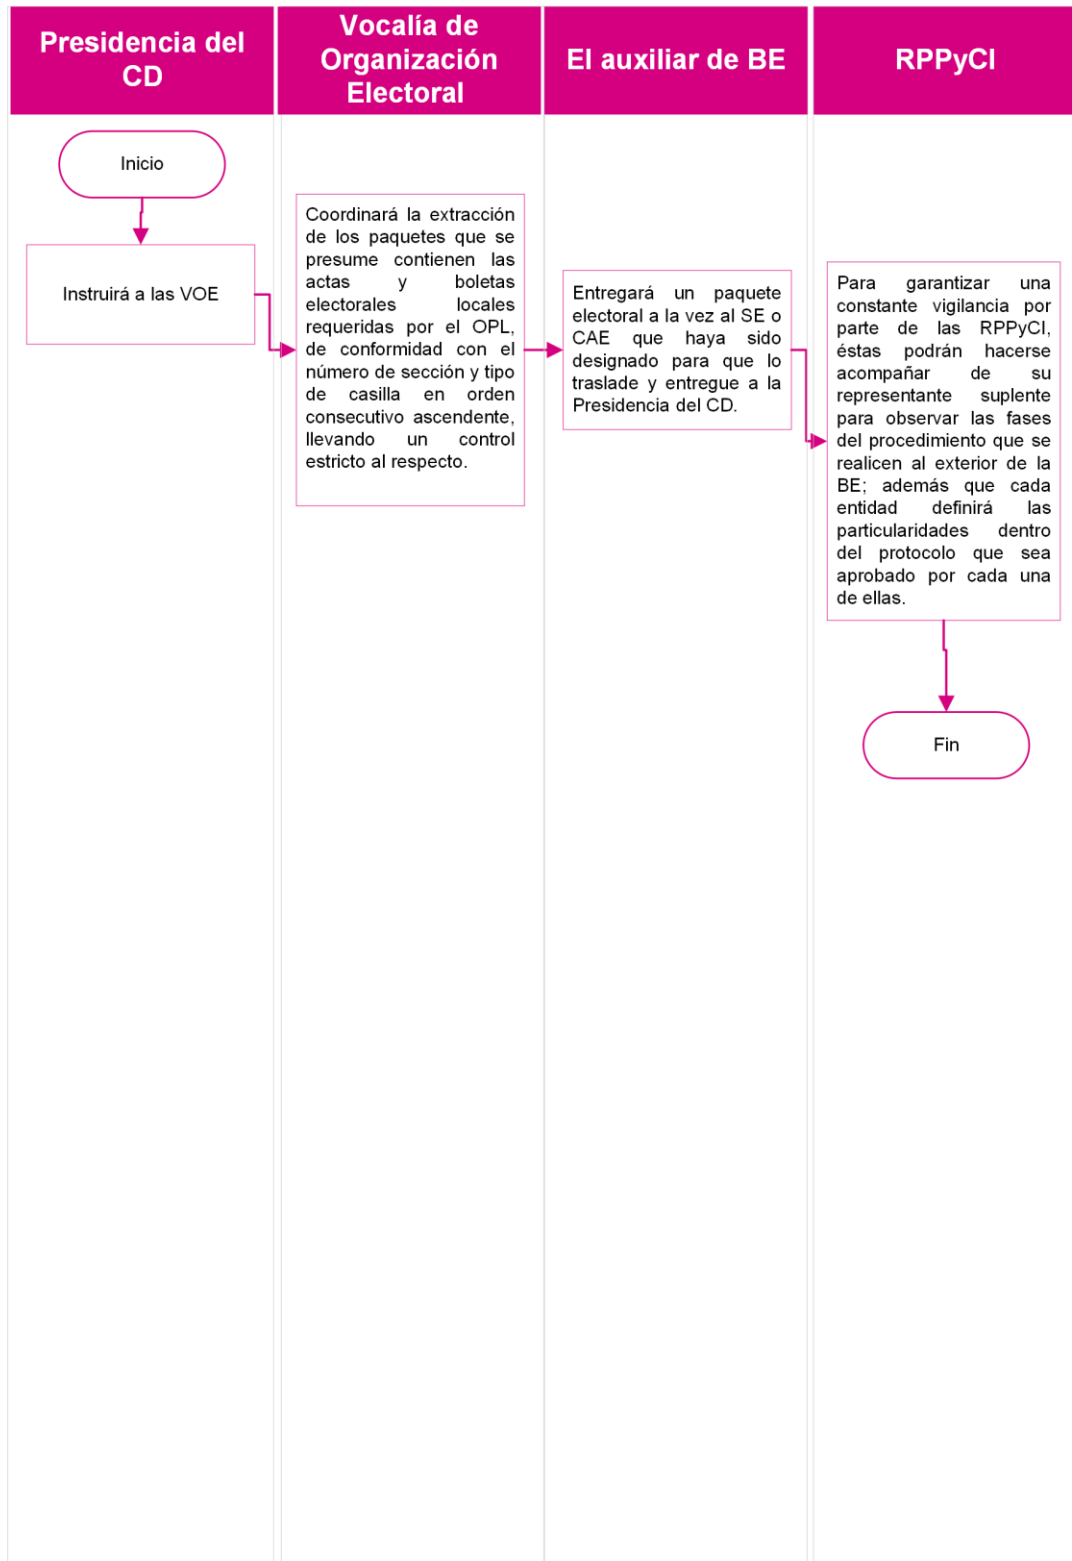 Presidencia del
CD
Vocalía de
Organización
Electoral
El auxiliar de BE
RPPyCI
Inicio
Instruirá a las VOE
Coordinará la extracción
de los paquetes que se
presume contienen las
actas y boletas
electorales locales
requeridas por el OPL,
de conformidad con el
número de sección y tipo
de casilla en orden
consecutivo ascendente,
llevando un control
estricto al respecto.
Entregará un paquete
electoral a la vez al SE o
CAE que haya sido
designado para que lo
traslade y entregue a la
Presidencia del CD.
Para garantizar una
constante vigilancia por
parte de las RPPyCI,
éstas podrán hacerse
acompañar de su
representante suplente
para observar las fases
del procedimiento que se
realicen al exterior de la
BE; además que cada
entidad definirá las
particularidades dentro
del protocolo que sea
aprobado por cada una
de ellas.
Fin